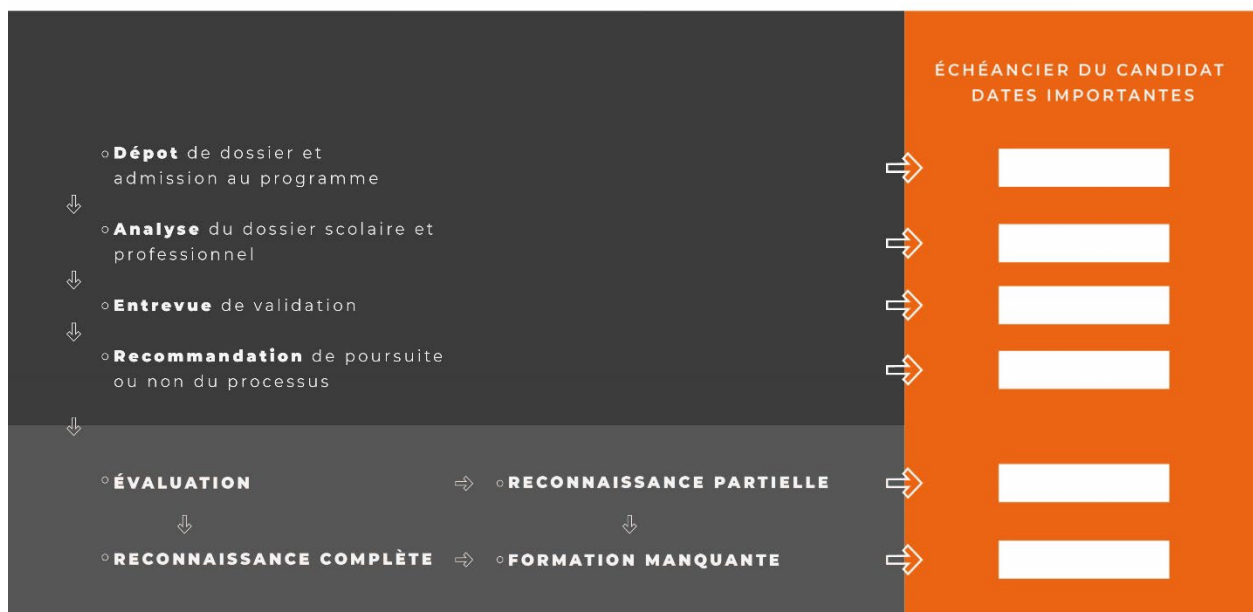 ÉCHÉANCIER DU CANDIDAT
DATES IMPORTANTES
Dépot de dossier et
admission au programme
Analyse du dossier scolaire et
professionnel
Entrevue de validation
Recommandation de poursuite
ou non du processus
ÉVALUATION
RECONNAISSANCE PARTIELLE
RECONNAISSANCE COMPLÈTE
FORMATION MANQUANTE